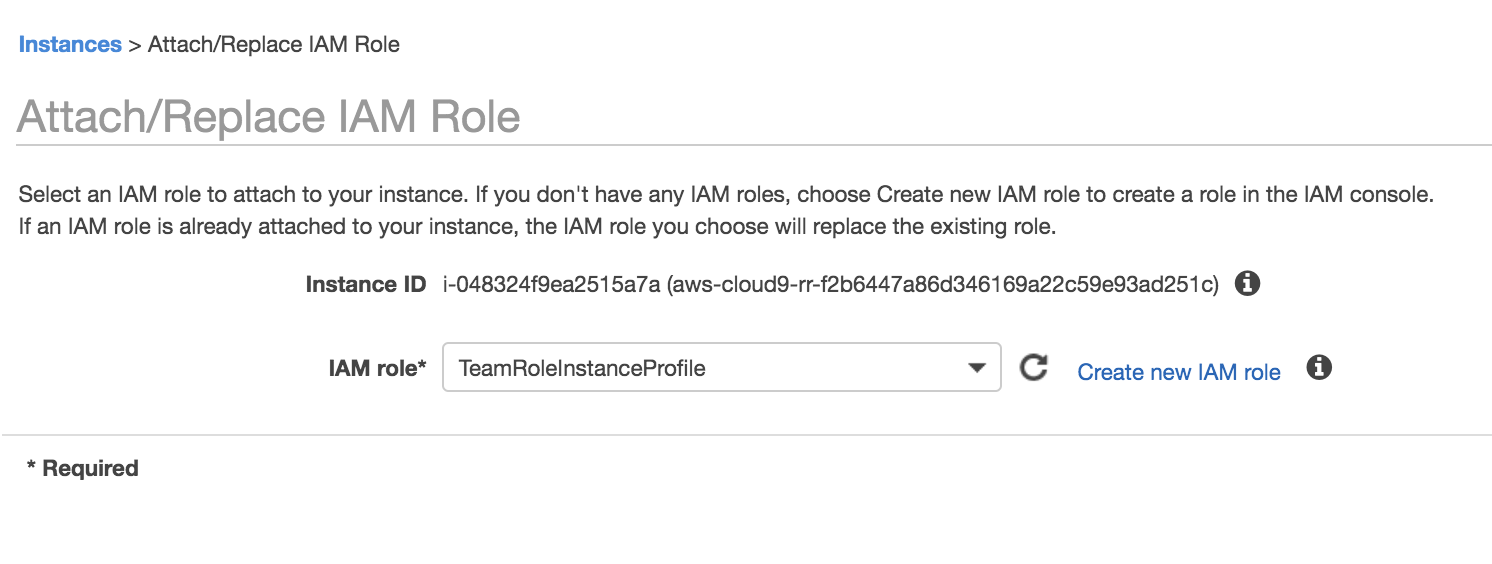 Instances > Attach/Replace IAM Role
Attach/Replace IAM Role
Select an IAM role to attach to your instance. If you don't have any IAM roles, choose Create new IAM role to create a role in the IAM console.
If an IAM role is already attached to your instance, the IAM role you choose will replace the existing role.
Instance ID i-048324f9ea2515a7a (aws-cloud9-rr-f2b6447a86d346169a22c59e93ad251c)
IAM role* TeamRoleInstanceProfile Create new IAM role
* Required